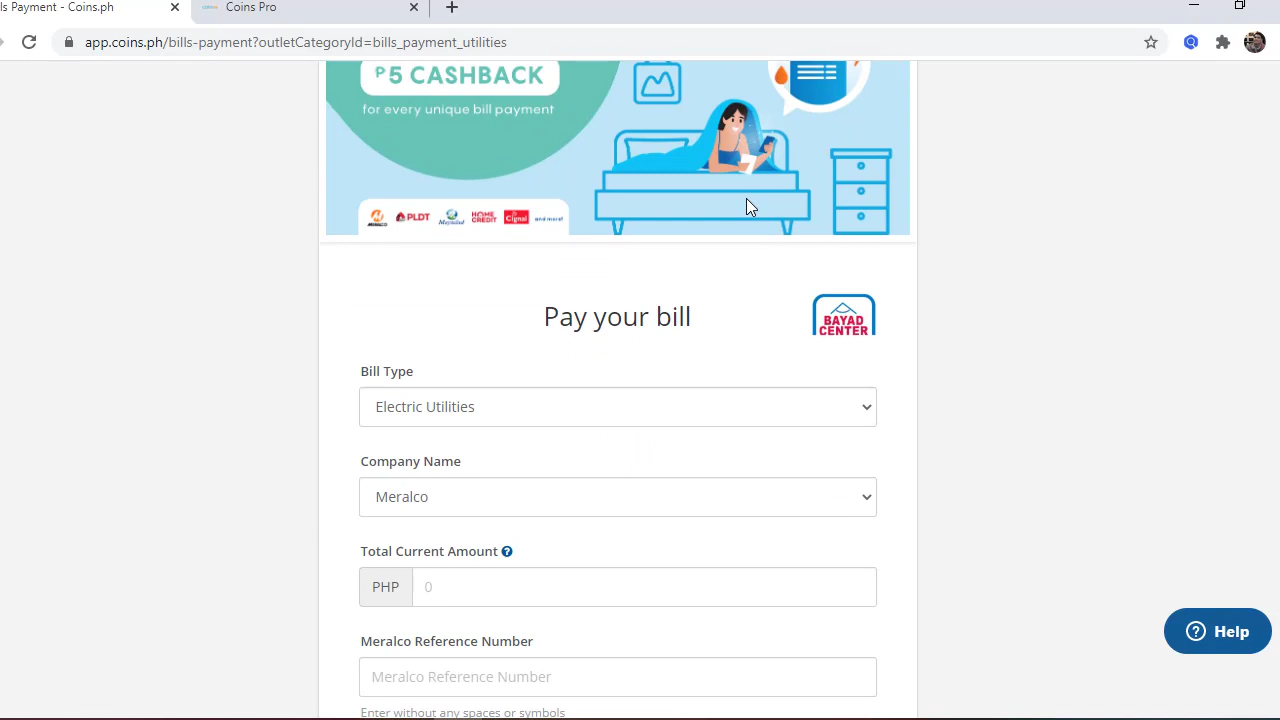 ls Payment - Coins.ph
Coins Pro
app.coins.ph/bills-payment?outletCategoryId=bills_payment_utilities
₱5 CASHBACK
for every unique bill payment
MERALCO PLDT Maynilad HOME CREDIT Cignal and more!
Pay your bill
BAYAD CENTER
Bill Type
Electric Utilities
Company Name
Meralco
Total Current Amount ?
PHP 0
Meralco Reference Number
Meralco Reference Number
Enter without any spaces or symbols
? Help